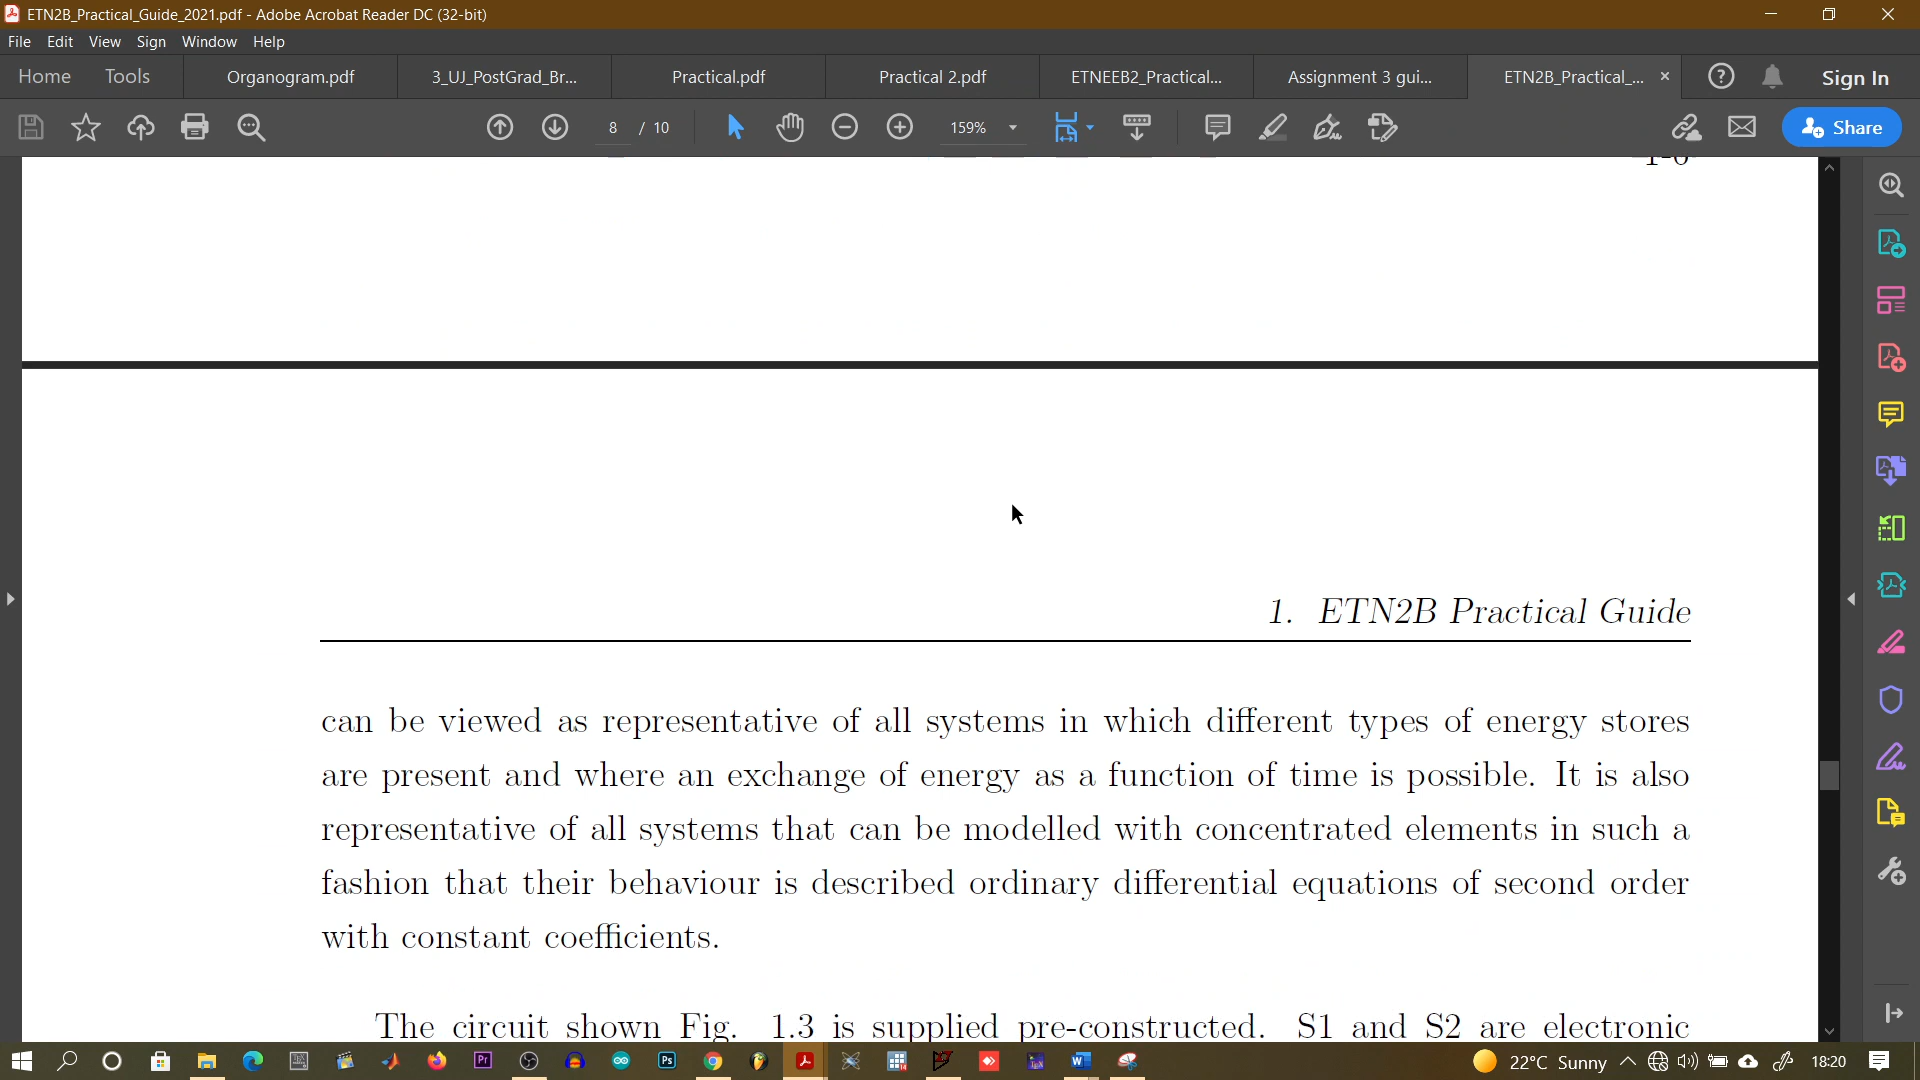 ETN2B_Practical_Guide_2021.pdf - Adobe Acrobat Reader DC (32-bit)
File Edit View Sign Window Help
Home Tools Organogram.pdf 3_UJ_PostGrad_Br... Practical.pdf Practical 2.pdf ETNEEB2_Practical... Assignment 3 gui... ETN2B_Practical_... Sign In
8 / 10 159% Share
1. ETN2B Practical Guide
can be viewed as representative of all systems in which different types of energy stores
are present and where an exchange of energy as a function of time is possible. It is also
representative of all systems that can be modelled with concentrated elements in such a
fashion that their behaviour is described ordinary differential equations of second order
with constant coefficients.
The circuit shown Fig. 1.3 is supplied pre-constructed. S1 and S2 are electronic
Pr Ps 22°C Sunny 18:20